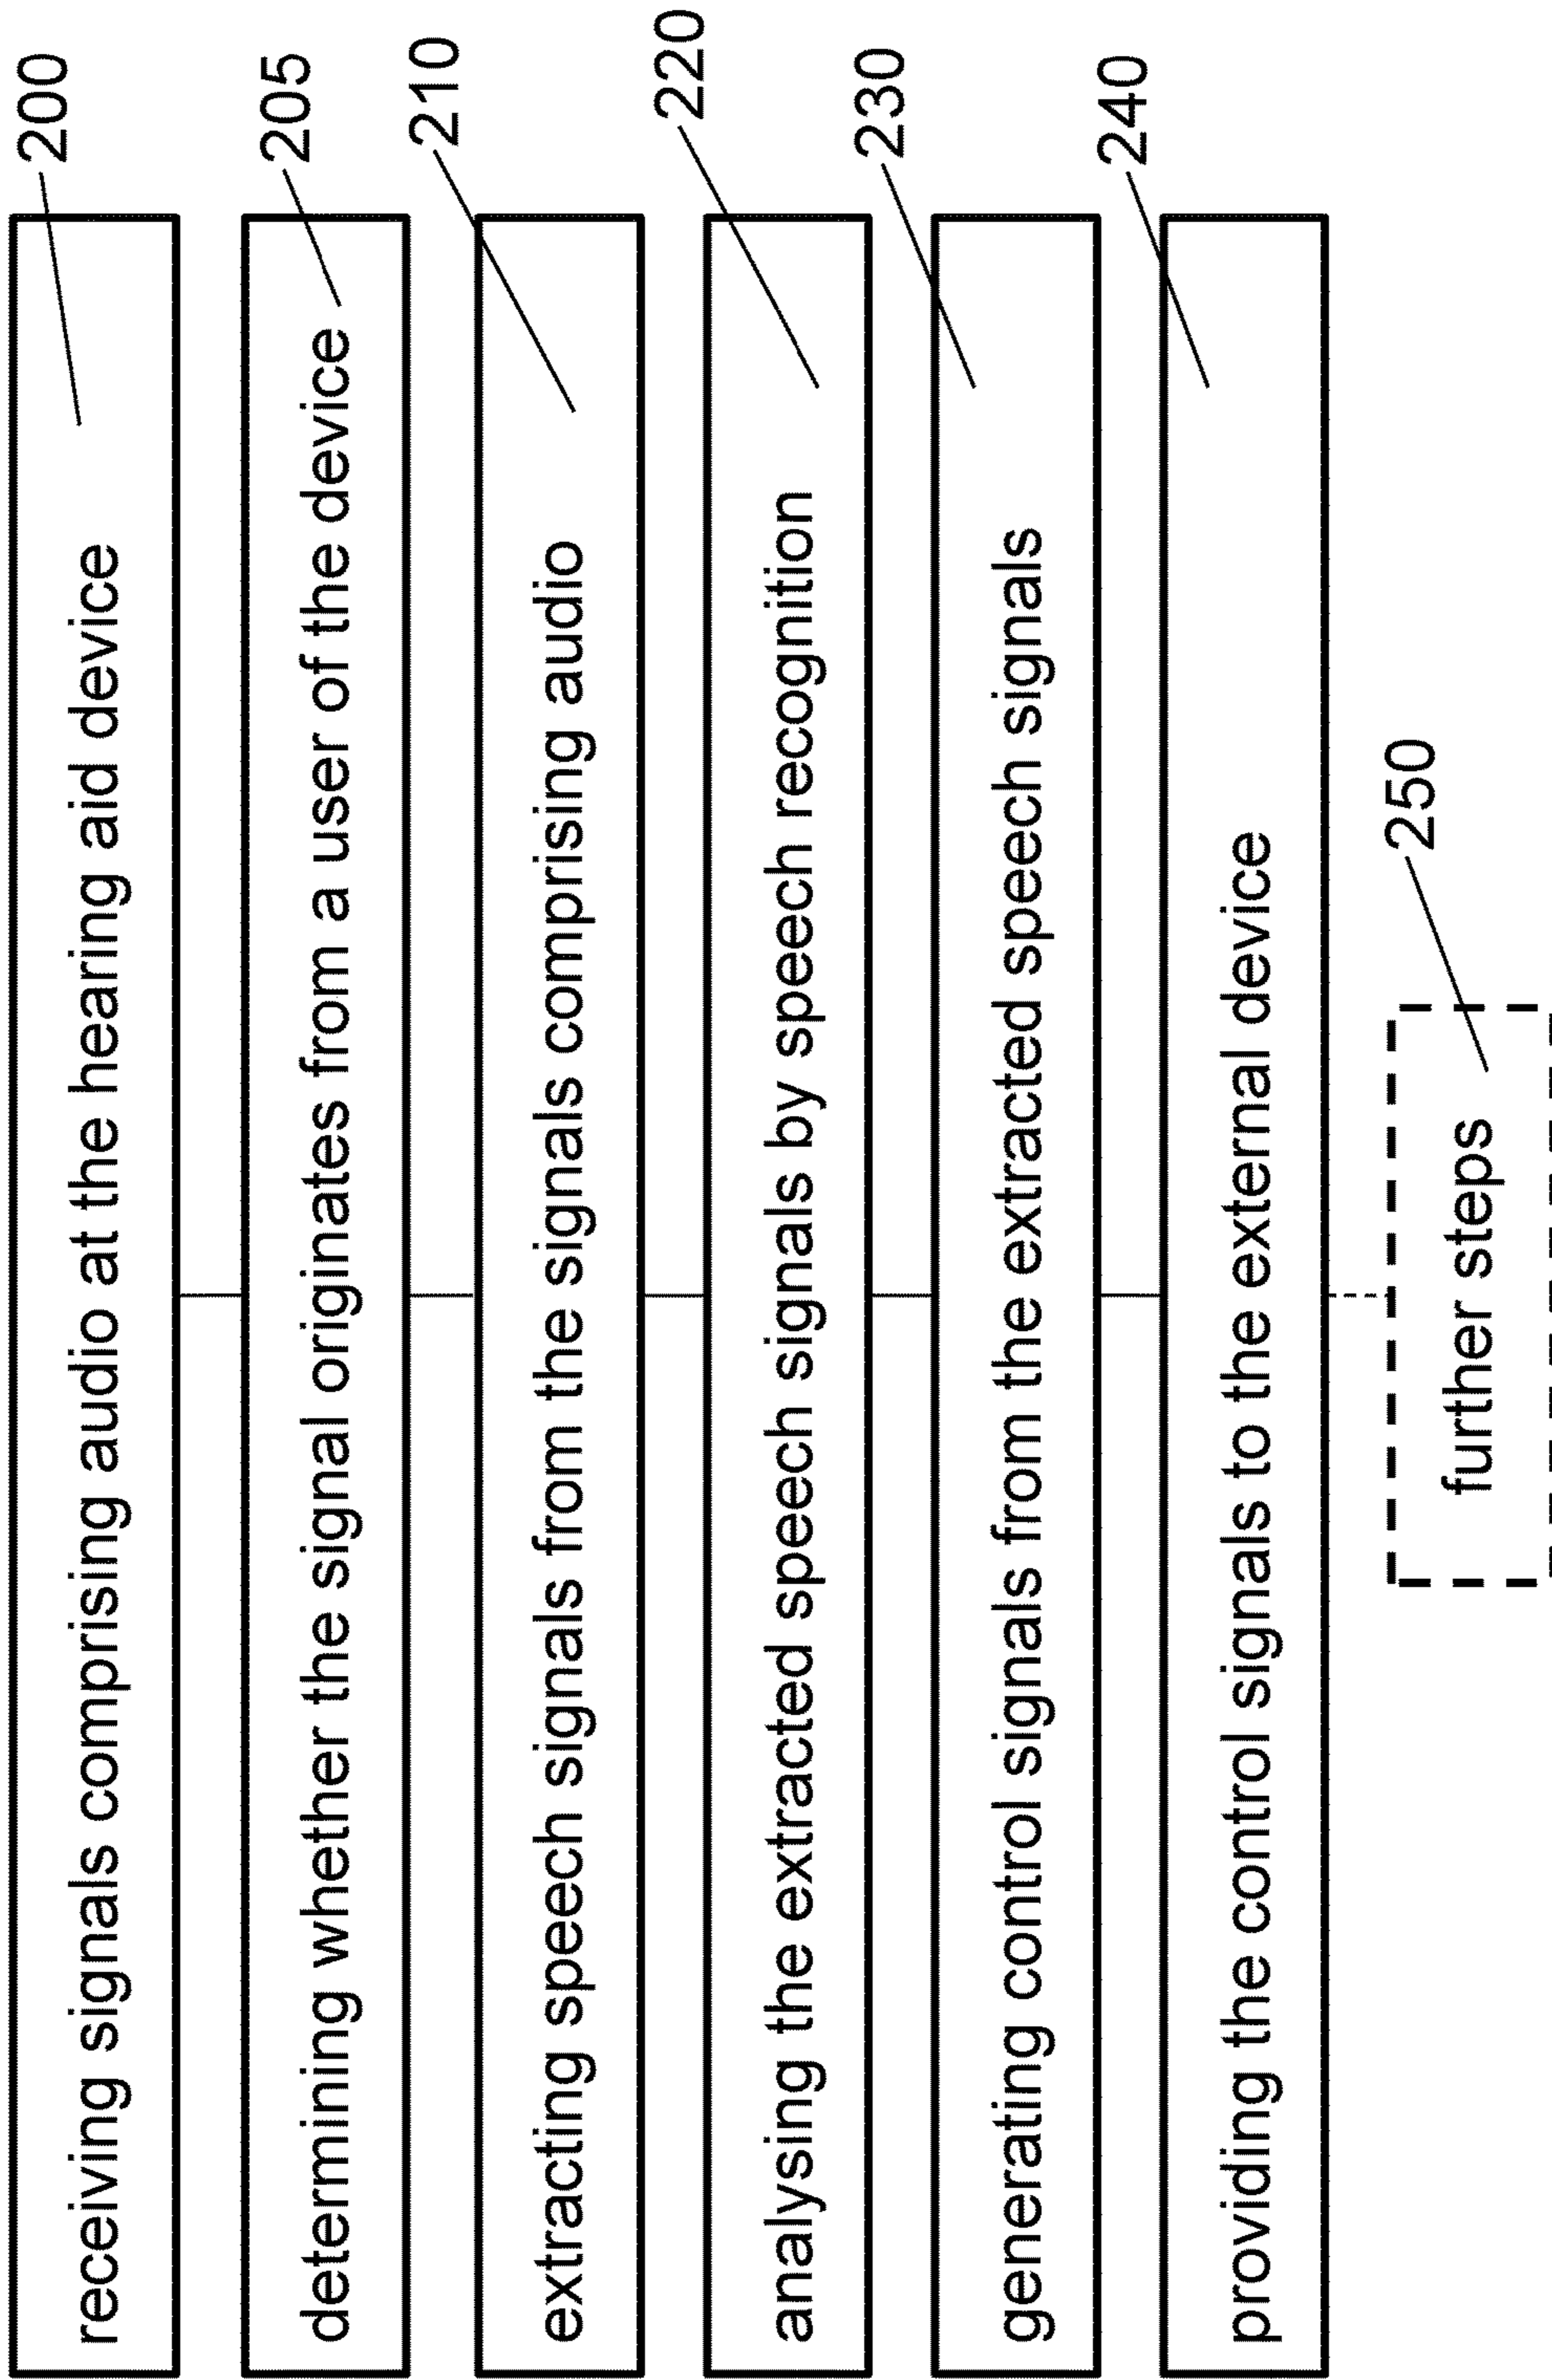 receiving signals comprising audio at the hearing aid device
200
determining whether the signal originates from a user of the device
205
extracting speech signals from the signals comprising audio
210
analysing the extracted speech signals by speech recognition
220
generating control signals from the extracted speech signals
230
providing the control signals to the external device
240
further steps
250